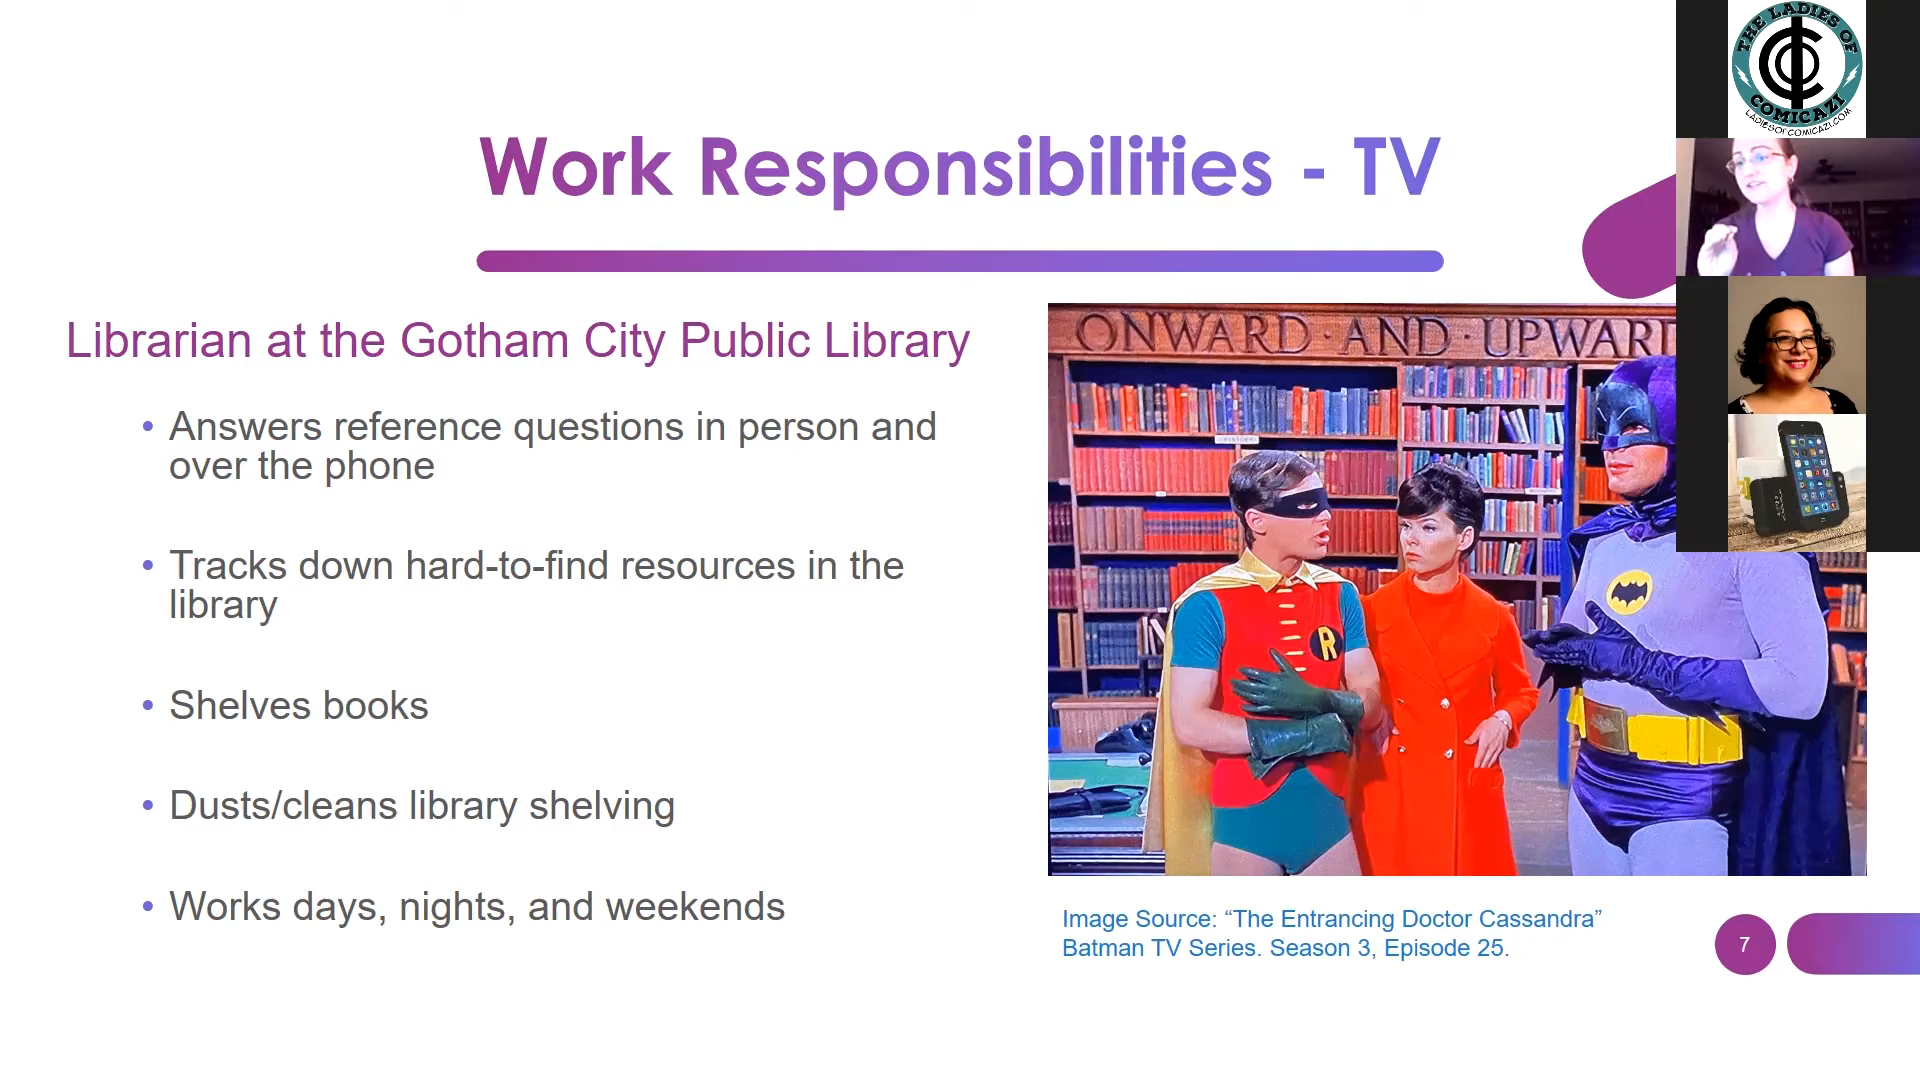 Work Responsibilities - TV
Librarian at the Gotham City Public Library
• Answers reference questions in person and
over the phone
• Tracks down hard-to-find resources in the
library
• Shelves books
• Dusts/cleans library shelving
• Works days, nights, and weekends
ONWARD · AND · UPWARD
R
Image Source: “The Entrancing Doctor Cassandra”
Batman TV Series. Season 3, Episode 25.
7
THE LADIES OF
COMICAZI
LADIESOFCOMICAZI.COM